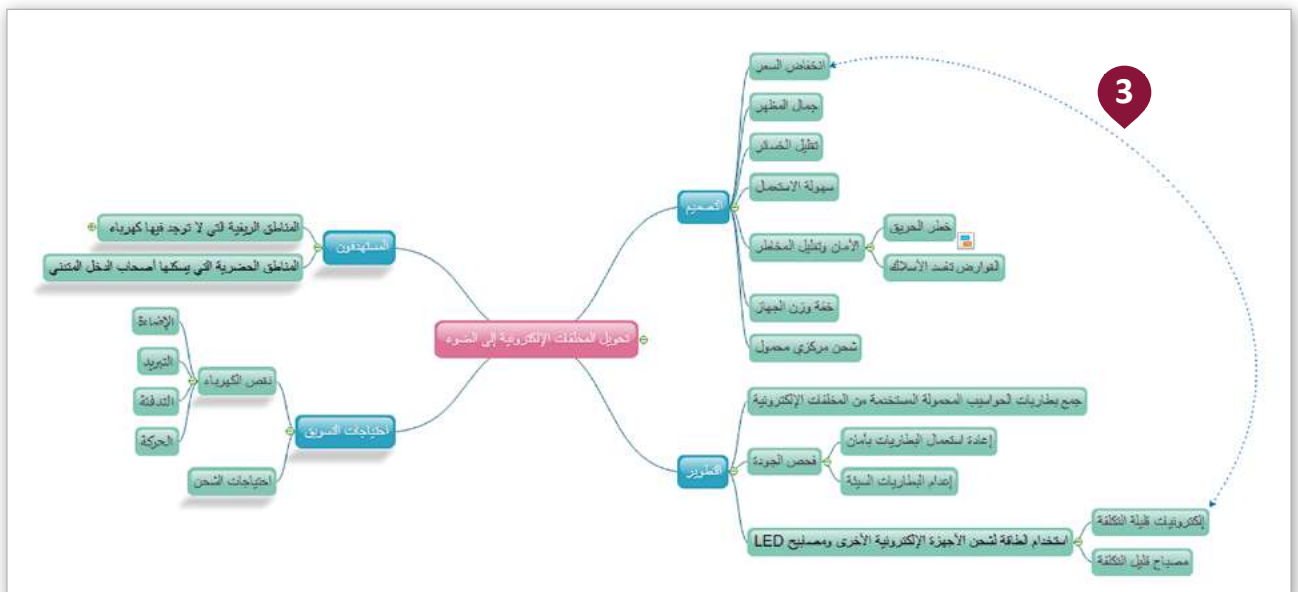 3
تحويل المخلفات الإلكترونية إلى الضوء
التصميم
انخفاض السعر
جمال المظهر
تقليل الخسائر
سهولة الاستعمال
الأمان وتقليل المخاطر
خطر الحريق
القوارض تفسد الأسلاك
خفة وزن الجهاز
شحن مركزي محمول
التطوير
جمع بطاريات الحواسيب المحمولة المستخدمة من المخلفات الإلكترونية
فحص الجودة
إعادة استعمال البطاريات بأمان
إعدام البطاريات السيئة
استخدام الطاقة لشحن الأجهزة الإلكترونية الأخرى ومصابيح LED
إلكترونيات قليلة التكلفة
مصباح قليل التكلفة
المستهدفون
المناطق الريفية التي لا توجد فيها كهرباء
المناطق الحضرية التي يسكنها أصحاب الدخل المتدني
احتياجات التسويق
نقص الكهرباء
الإضاءة
التبريد
التدفئة
الحركة
احتياجات الشحن